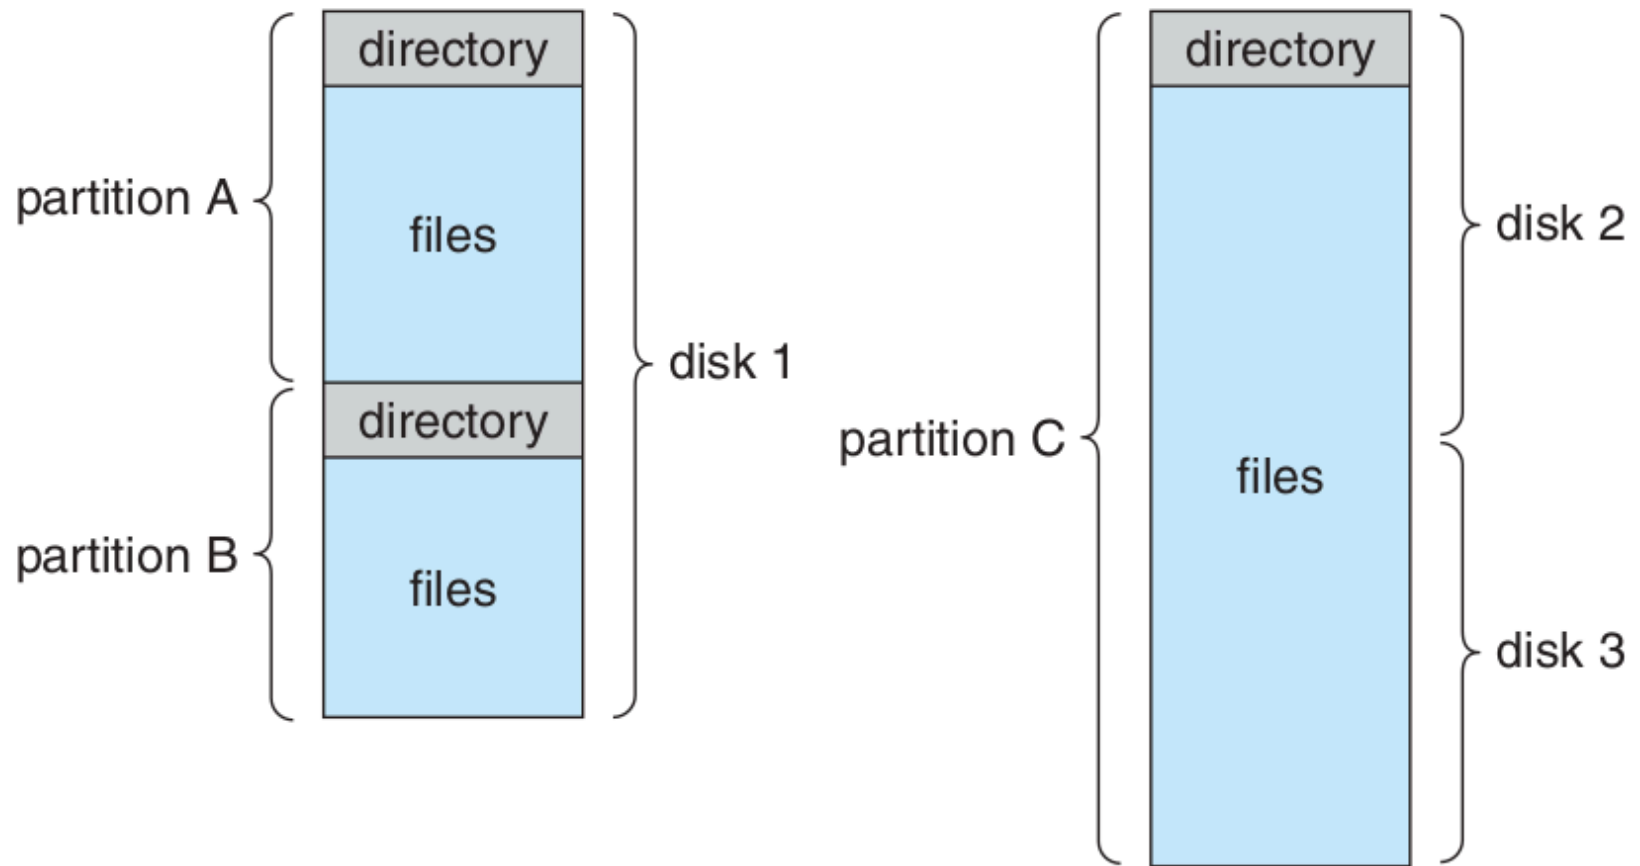 directory
partition A
files
disk 1
directory
partition B
files
directory
disk 2
partition C
files
disk 3